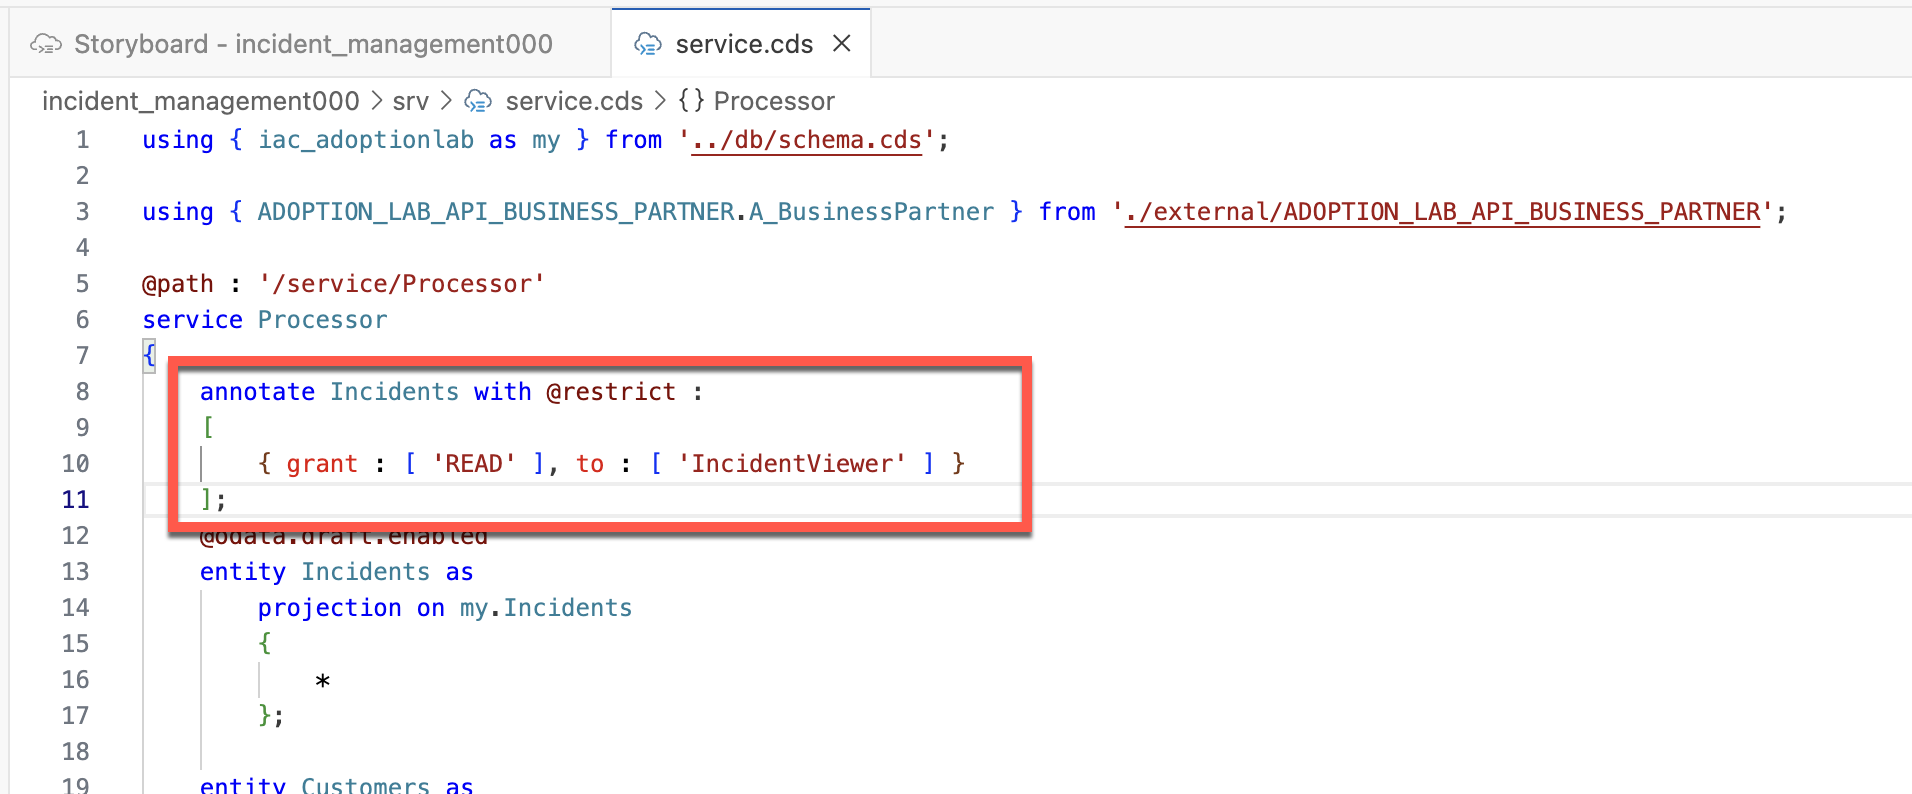 Storyboard - incident_management000
service.cds
incident_management000 > srv > service.cds > {} Processor
1 using { iac_adoptionlab as my } from '../db/schema.cds';
2
3 using { ADOPTION_LAB_API_BUSINESS_PARTNER.A_BusinessPartner } from './external/ADOPTION_LAB_API_BUSINESS_PARTNER';
4
5 @path : '/service/Processor'
6 service Processor
7 {
8 annotate Incidents with @restrict :
9 [
10 { grant : [ 'READ' ], to : [ 'IncidentViewer' ] }
11 ];
12 @odata.draft.enabled
13 entity Incidents as
14 projection on my.Incidents
15 {
16 *
17 };
18
19 entity Customers as